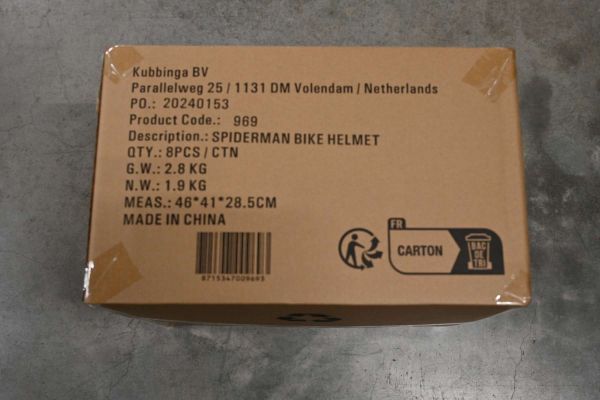 Kubbinga BV
Parallelweg 25 / 1131 DM Volendam / Netherlands
PO.: 20240153
Product Code.: 969
Description.: SPIDERMAN BIKE HELMET
QTY.: 8PCS / CTN
G.W.: 2.8 KG
N.W.: 1.9 KG
MEAS.: 46*41*28.5CM
MADE IN CHINA
8715347009693
FR
CARTON
BAC
DE
TRI